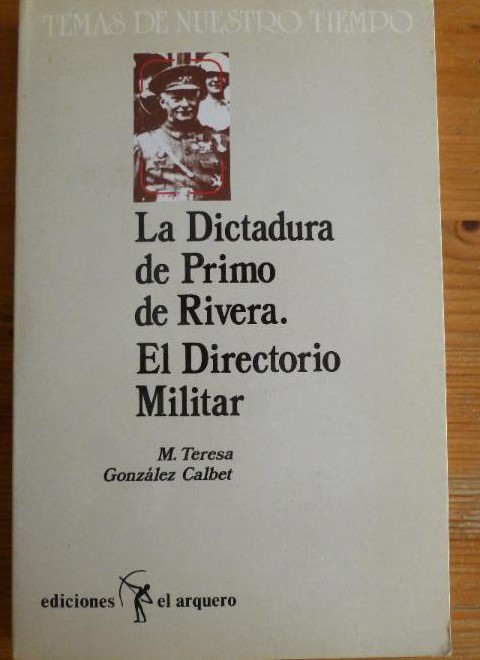 TEMAS DE NUESTRO TIEMPO
La Dictadura
de Primo
de Rivera.
El Directorio
Militar
M. Teresa
González Calbet
ediciones el arquero